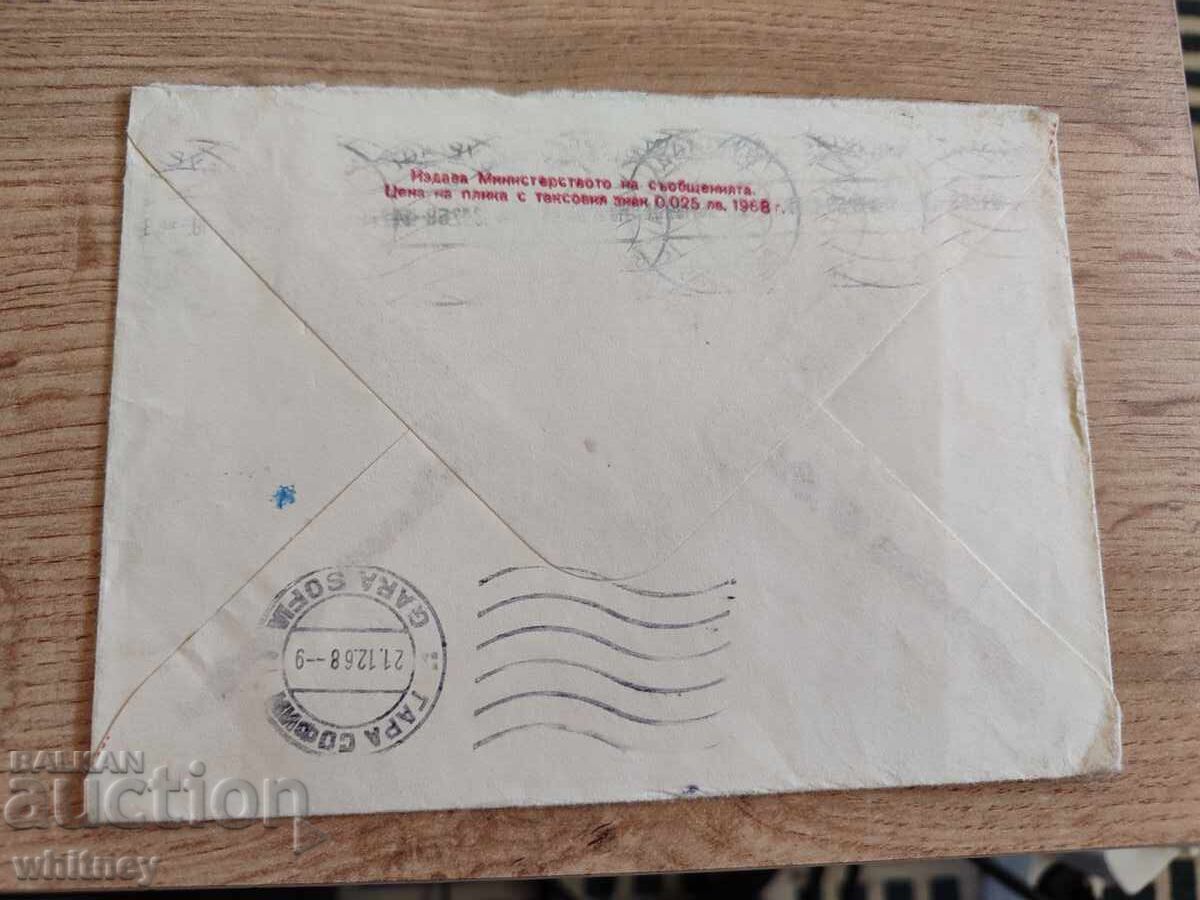 Издава Министерството на съобщенията.
Цена на плика с таксовия знак 0,025 лв. 1968 г.
GARA SOFIA
21.12.68--9
ГАРА СОФИЯ
BALKAN
auction
whitney